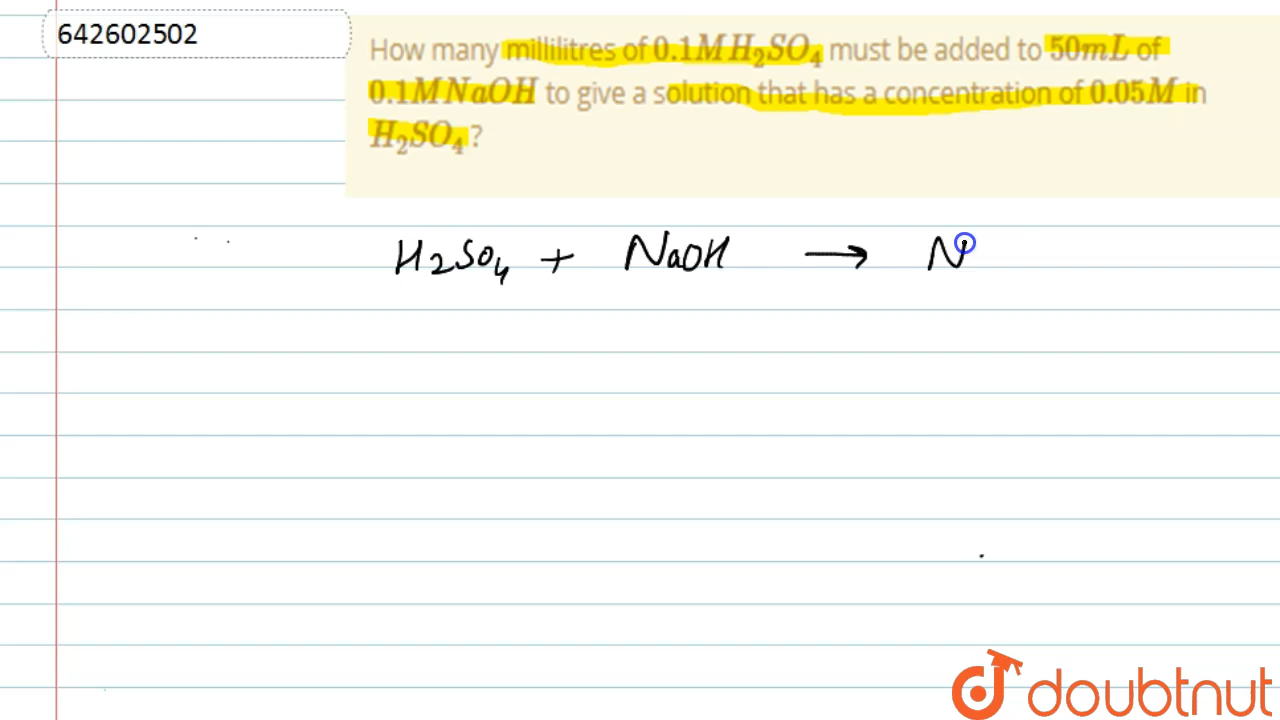 642602502
How many millilitres of 0.1M H₂SO₄ must be added to 50mL of
0.1M NaOH to give a solution that has a concentration of 0.05M in
H₂SO₄?
H₂SO₄ + NaOH → N
doubtnut